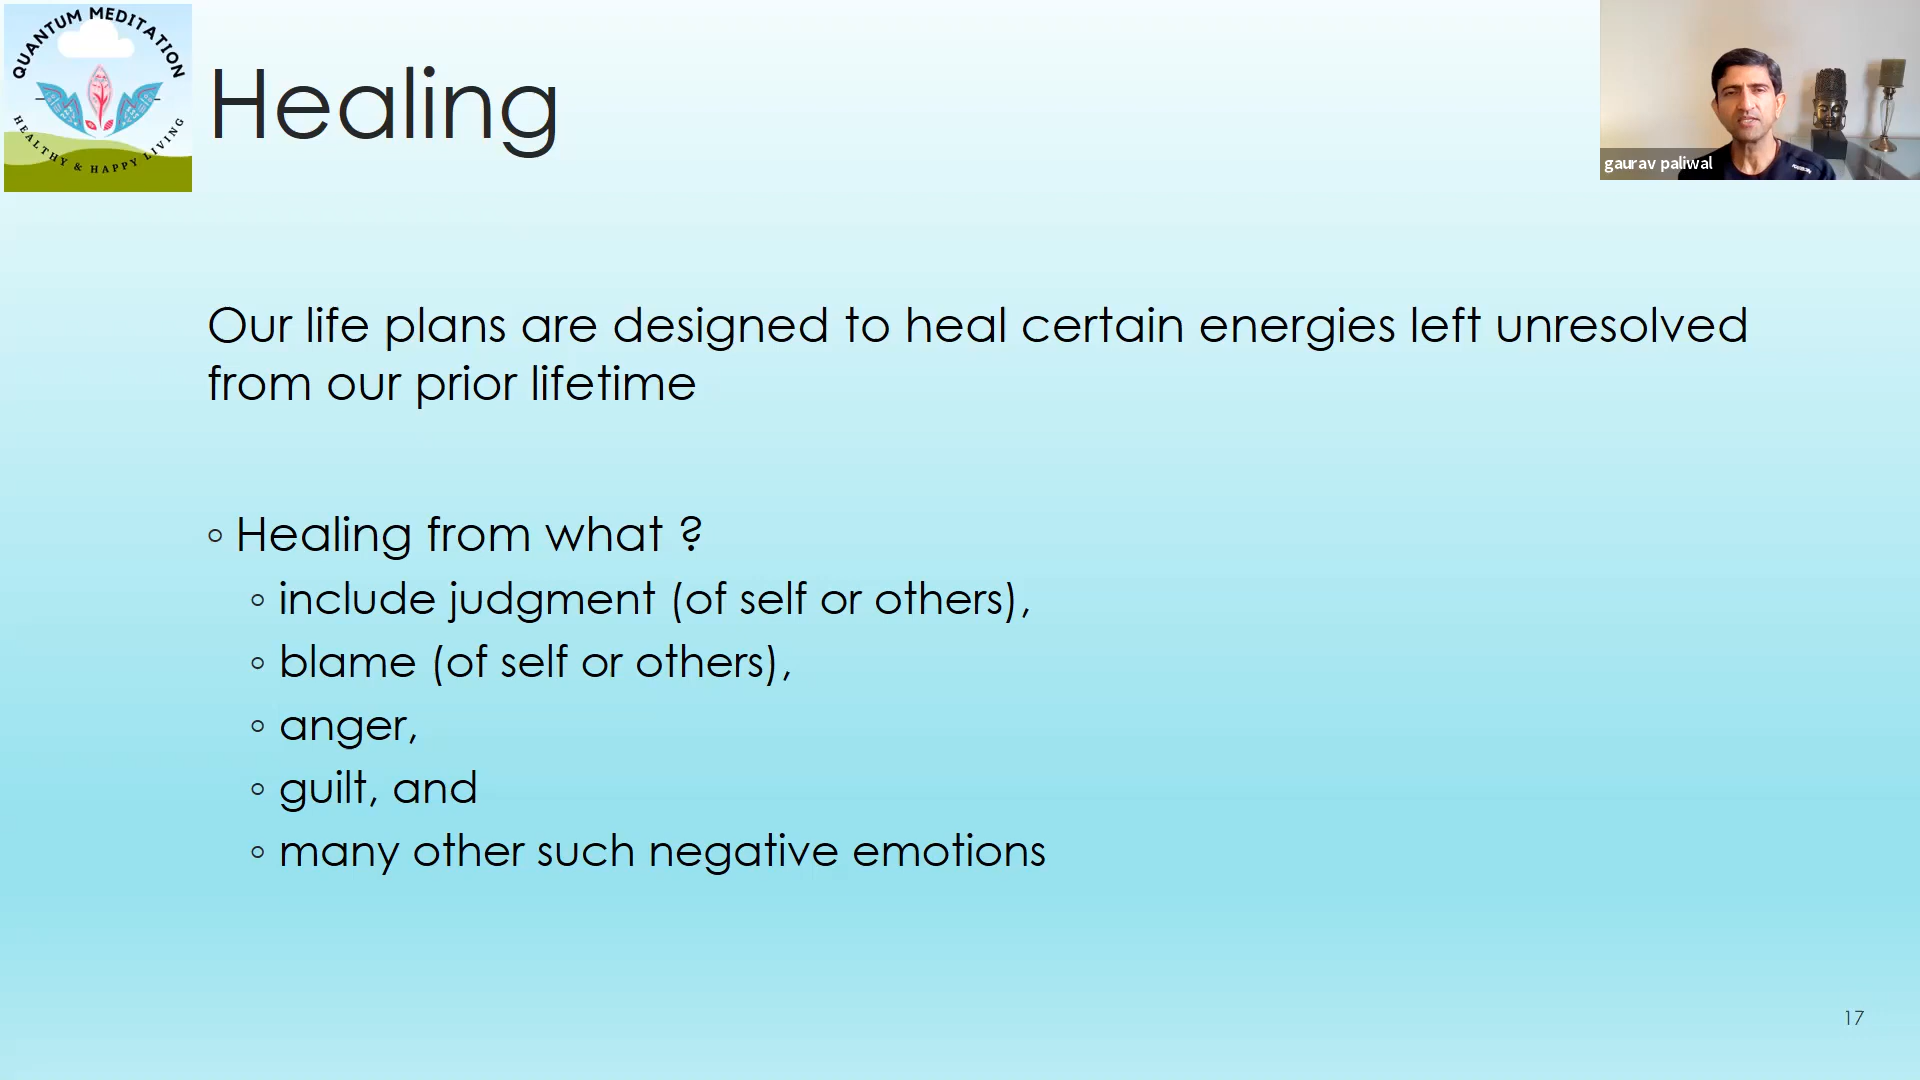 QUANTUM MEDITATION
HEALTHY & HAPPY LIVING
Healing
gaurav paliwal
Our life plans are designed to heal certain energies left unresolved
from our prior lifetime
◦ Healing from what ?
◦ include judgment (of self or others),
◦ blame (of self or others),
◦ anger,
◦ guilt, and
◦ many other such negative emotions
17